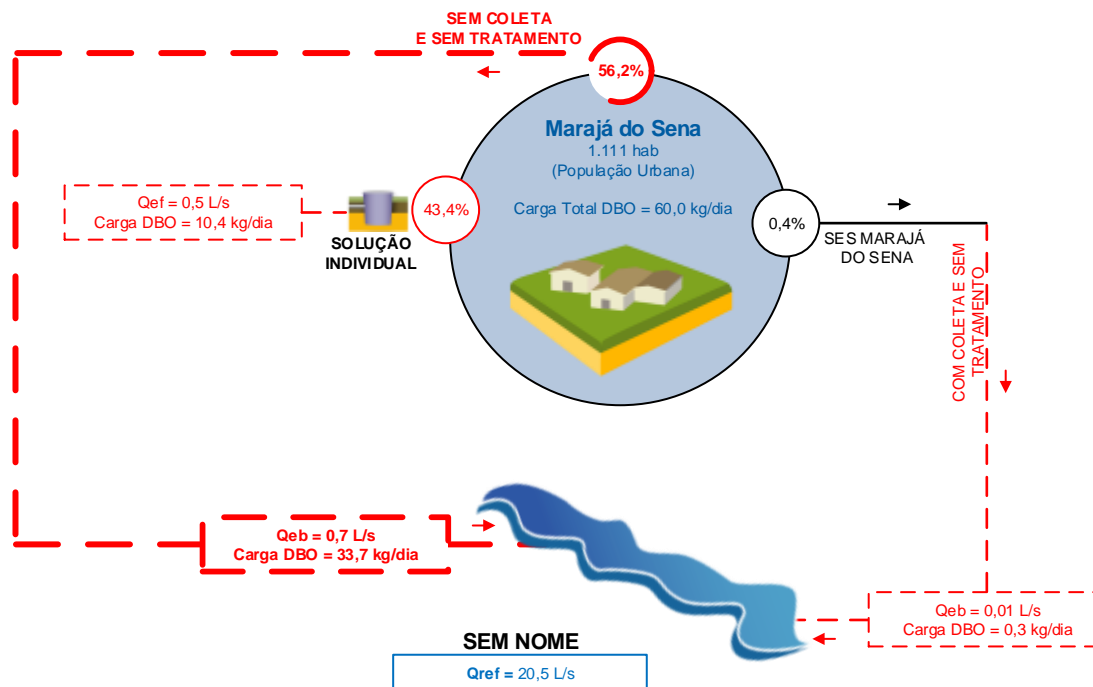 SEM COLETA
E SEM TRATAMENTO
56,2%
Marajá do Sena
1.111 hab
(População Urbana)
Carga Total DBO = 60,0 kg/dia
Qef = 0,5 L/s
Carga DBO = 10,4 kg/dia
43,4%
SOLUÇÃO
INDIVIDUAL
0,4%
SES MARAJÁ
DO SENA
COM COLETA E SEM
TRATAMENTO
Qeb = 0,7 L/s
Carga DBO = 33,7 kg/dia
Qeb = 0,01 L/s
Carga DBO = 0,3 kg/dia
SEM NOME
Qref = 20,5 L/s